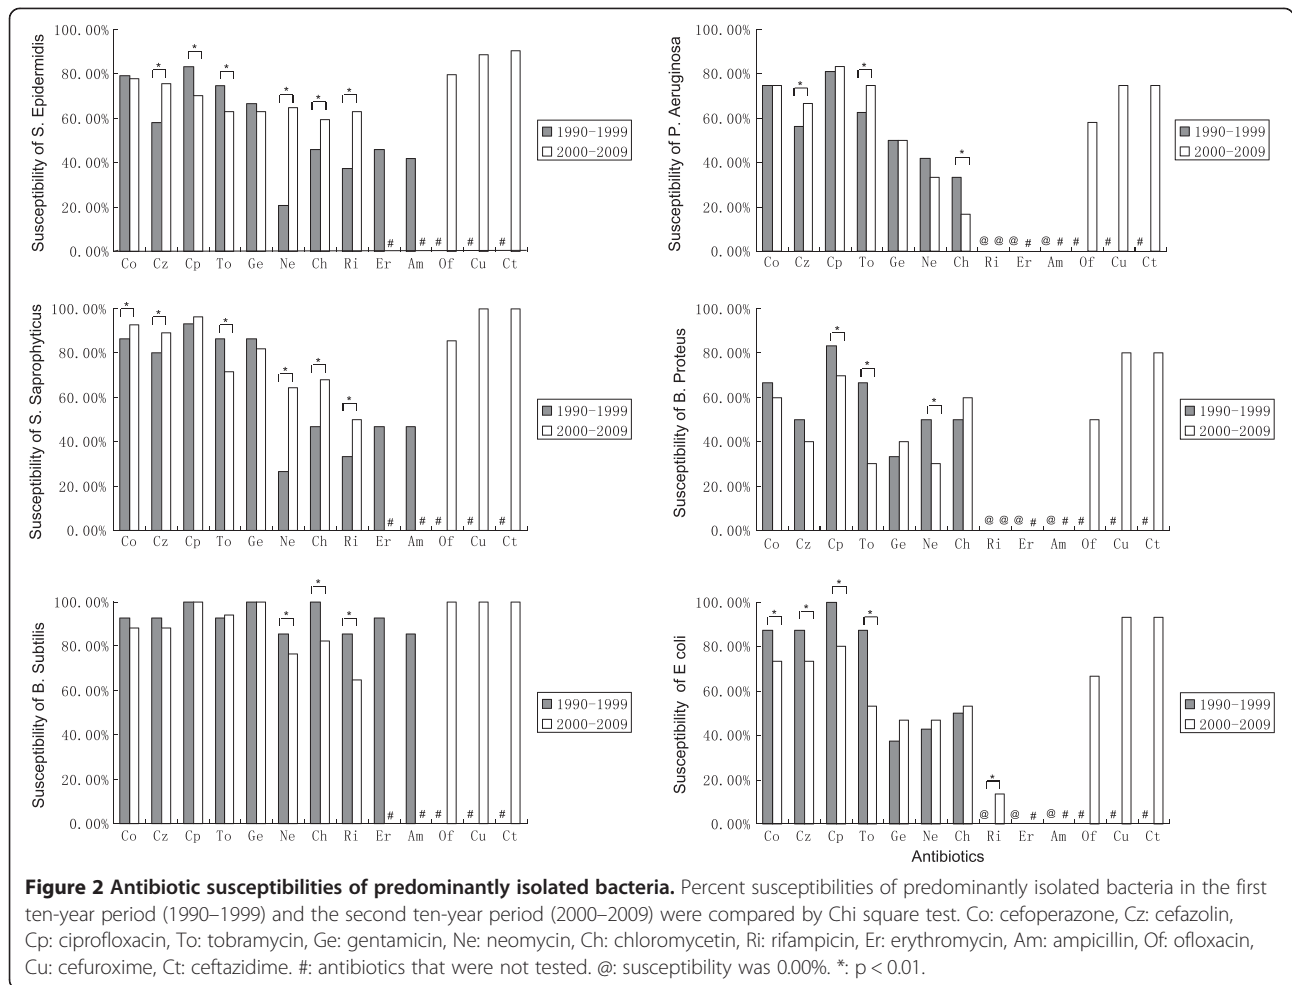 100.00%
80.00%
60.00%
40.00%
20.00%
0.00%
Susceptibility of S. Epidermidis
* * * * * *
# # # # #
Co Cz Cp To Ge Ne Ch Ri Er Am Of Cu Ct
1990-1999
2000-2009
100.00%
80.00%
60.00%
40.00%
20.00%
0.00%
Susceptibility of P. Aeruginosa
* * *
@ @ @ # @ # # # #
Co Cz Cp To Ge Ne Ch Ri Er Am Of Cu Ct
1990-1999
2000-2009
100.00%
80.00%
60.00%
40.00%
20.00%
0.00%
Susceptibility of S. Saprophyticus
* * * * * *
# # # # #
Co Cz Cp To Ge Ne Ch Ri Er Am Of Cu Ct
1990-1999
2000-2009
100.00%
80.00%
60.00%
40.00%
20.00%
0.00%
Susceptibility of B. Proteus
* * *
@ @ @ # @ # # # #
Co Cz Cp To Ge Ne Ch Ri Er Am Of Cu Ct
1990-1999
2000-2009
100.00%
80.00%
60.00%
40.00%
20.00%
0.00%
Susceptibility of B. Subtilis
* * *
# # # # #
Co Cz Cp To Ge Ne Ch Ri Er Am Of Cu Ct
1990-1999
2000-2009
100.00%
80.00%
60.00%
40.00%
20.00%
0.00%
Susceptibility of E coli
* * * * *
@ @ # @ # # # #
Co Cz Cp To Ge Ne Ch Ri Er Am Of Cu Ct
Antibiotics
1990-1999
2000-2009
Figure 2 Antibiotic susceptibilities of predominantly isolated bacteria. Percent susceptibilities of predominantly isolated bacteria in the first
ten-year period (1990–1999) and the second ten-year period (2000–2009) were compared by Chi square test. Co: cefoperazone, Cz: cefazolin,
Cp: ciprofloxacin, To: tobramycin, Ge: gentamicin, Ne: neomycin, Ch: chloromycetin, Ri: rifampicin, Er: erythromycin, Am: ampicillin, Of: ofloxacin,
Cu: cefuroxime, Ct: ceftazidime. #: antibiotics that were not tested. @: susceptibility was 0.00%. *: p < 0.01.